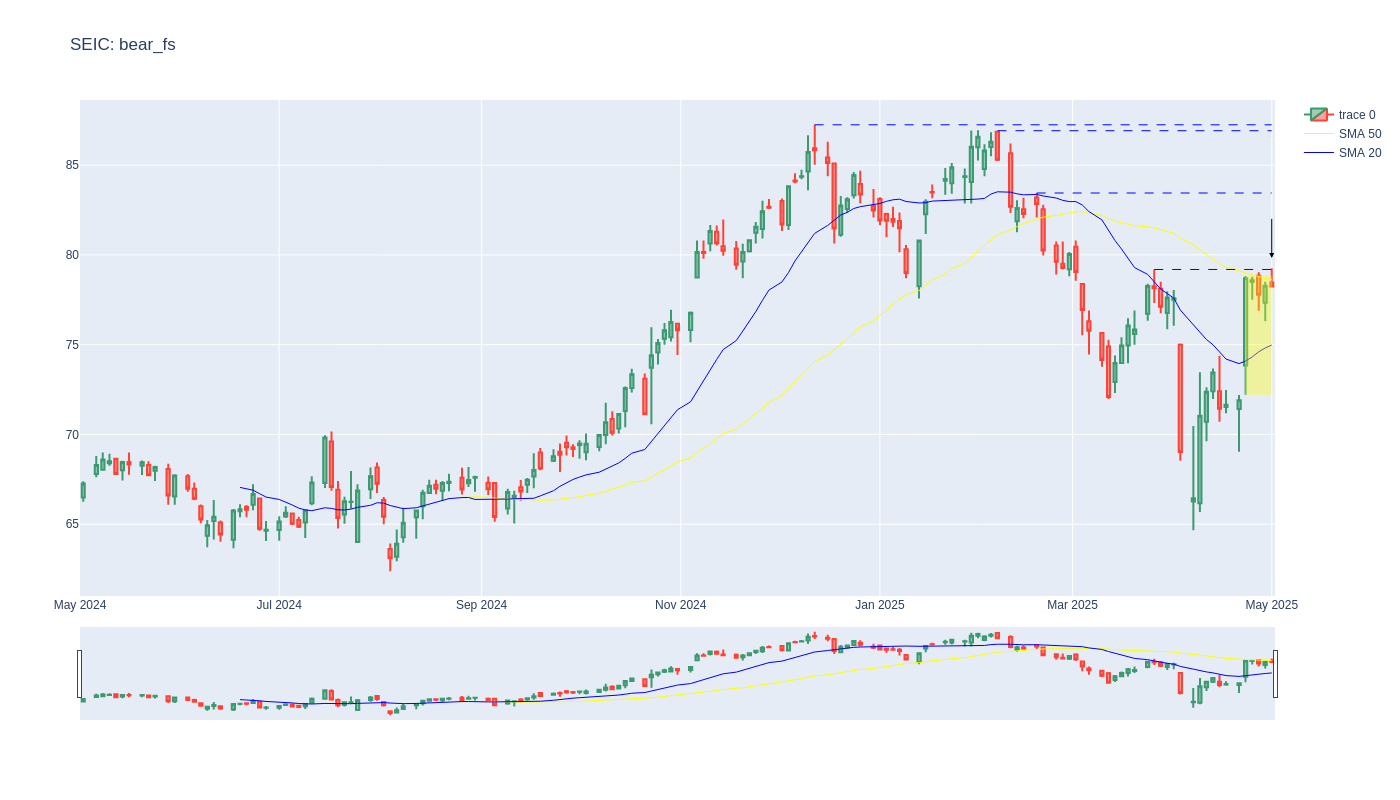 SEIC: bear_fs
trace 0
SMA 50
SMA 20
85
80
75
70
65
May 2024
Jul 2024
Sep 2024
Nov 2024
Jan 2025
Mar 2025
May 2025